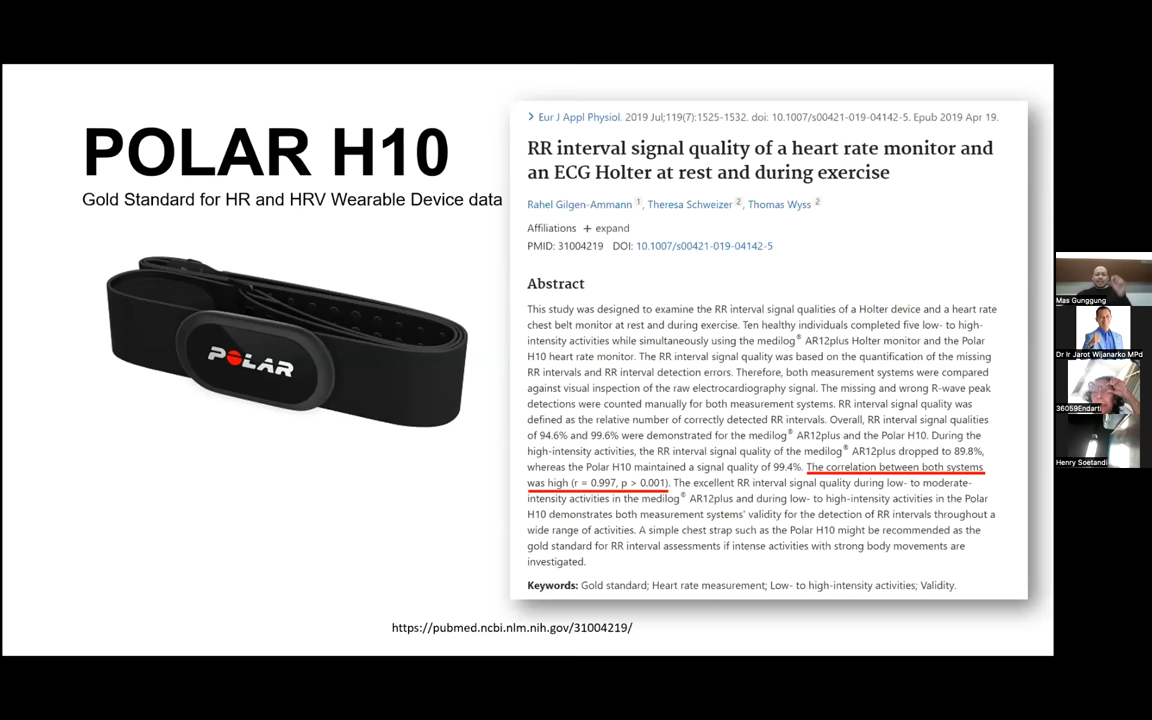 POLAR H10
Gold Standard for HR and HRV Wearable Device data
POLAR
> Eur J Appl Physiol. 2019 Jul;119(7):1525-1532. doi: 10.1007/s00421-019-04142-5. Epub 2019 Apr 19.
RR interval signal quality of a heart rate monitor and
an ECG Holter at rest and during exercise
Rahel Gilgen-Ammann 1, Theresa Schweizer 2, Thomas Wyss 2
Affiliations + expand
PMID: 31004219 DOI: 10.1007/s00421-019-04142-5
Abstract
This study was designed to examine the RR interval signal qualities of a Holter device and a heart rate
chest belt monitor at rest and during exercise. Ten healthy individuals completed five low- to high-
intensity activities while simultaneously using the medilog® AR12plus Holter monitor and the Polar
H10 heart rate monitor. The RR interval signal quality was based on the quantification of the missing
RR intervals and RR interval detection errors. Therefore, both measurement systems were compared
against visual inspection of the raw electrocardiography signal. The missing and wrong R-wave peak
detections were counted manually for both measurement systems. RR interval signal quality was
defined as the relative number of correctly detected RR intervals. Overall, RR interval signal qualities
of 94.6% and 99.6% were demonstrated for the medilog® AR12plus and the Polar H10. During the
high-intensity activities, the RR interval signal quality of the medilog® AR12plus dropped to 89.8%,
whereas the Polar H10 maintained a signal quality of 99.4%. The correlation between both systems
was high (r = 0.997, p > 0.001). The excellent RR interval signal quality during low- to moderate-
intensity activities in the medilog® AR12plus and during low- to high-intensity activities in the Polar
H10 demonstrates both measurement systems' validity for the detection of RR intervals throughout a
wide range of activities. A simple chest strap such as the Polar H10 might be recommended as the
gold standard for RR interval assessments if intense activities with strong body movements are
investigated.
Keywords: Gold standard; Heart rate measurement; Low- to high-intensity activities; Validity.
https://pubmed.ncbi.nlm.nih.gov/31004219/
Mas Gunggung
Dr Ir Jarot Wijanarko MPd
36059Endarti
Henry Soetandi